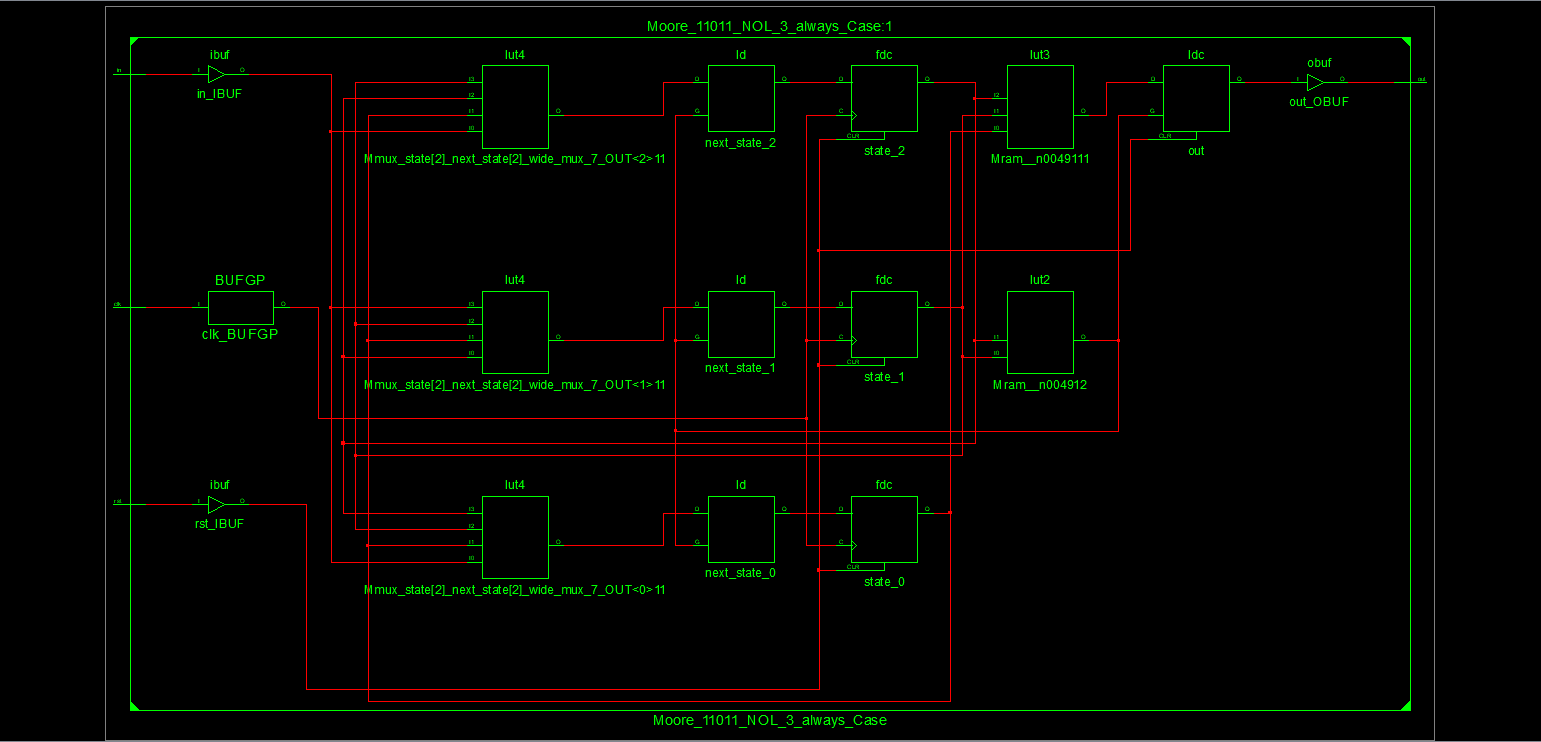 Moore_11011_NOL_3_always_Case:1
ibuf
lut4
ld
fdc
lut3
ldc
obuf
in
I
O
in_IBUF
I3
I2
I1
I0
O
Mmux_state[2]_next_state[2]_wide_mux_7_OUT<2>11
D
G
Q
next_state_2
D
C
CLR
Q
state_2
I2
I1
I0
O
Mram__n0049111
D
G
CLR
Q
out
I
O
out_OBUF
out
BUFGP
lut4
ld
fdc
lut2
clk
I
O
clk_BUFGP
I3
I2
I1
I0
O
Mmux_state[2]_next_state[2]_wide_mux_7_OUT<1>11
D
G
Q
next_state_1
D
C
CLR
Q
state_1
I1
I0
O
Mram__n004912
ibuf
lut4
ld
fdc
rst
I
O
rst_IBUF
I3
I2
I1
I0
O
Mmux_state[2]_next_state[2]_wide_mux_7_OUT<0>11
D
G
Q
next_state_0
D
C
CLR
Q
state_0
Moore_11011_NOL_3_always_Case